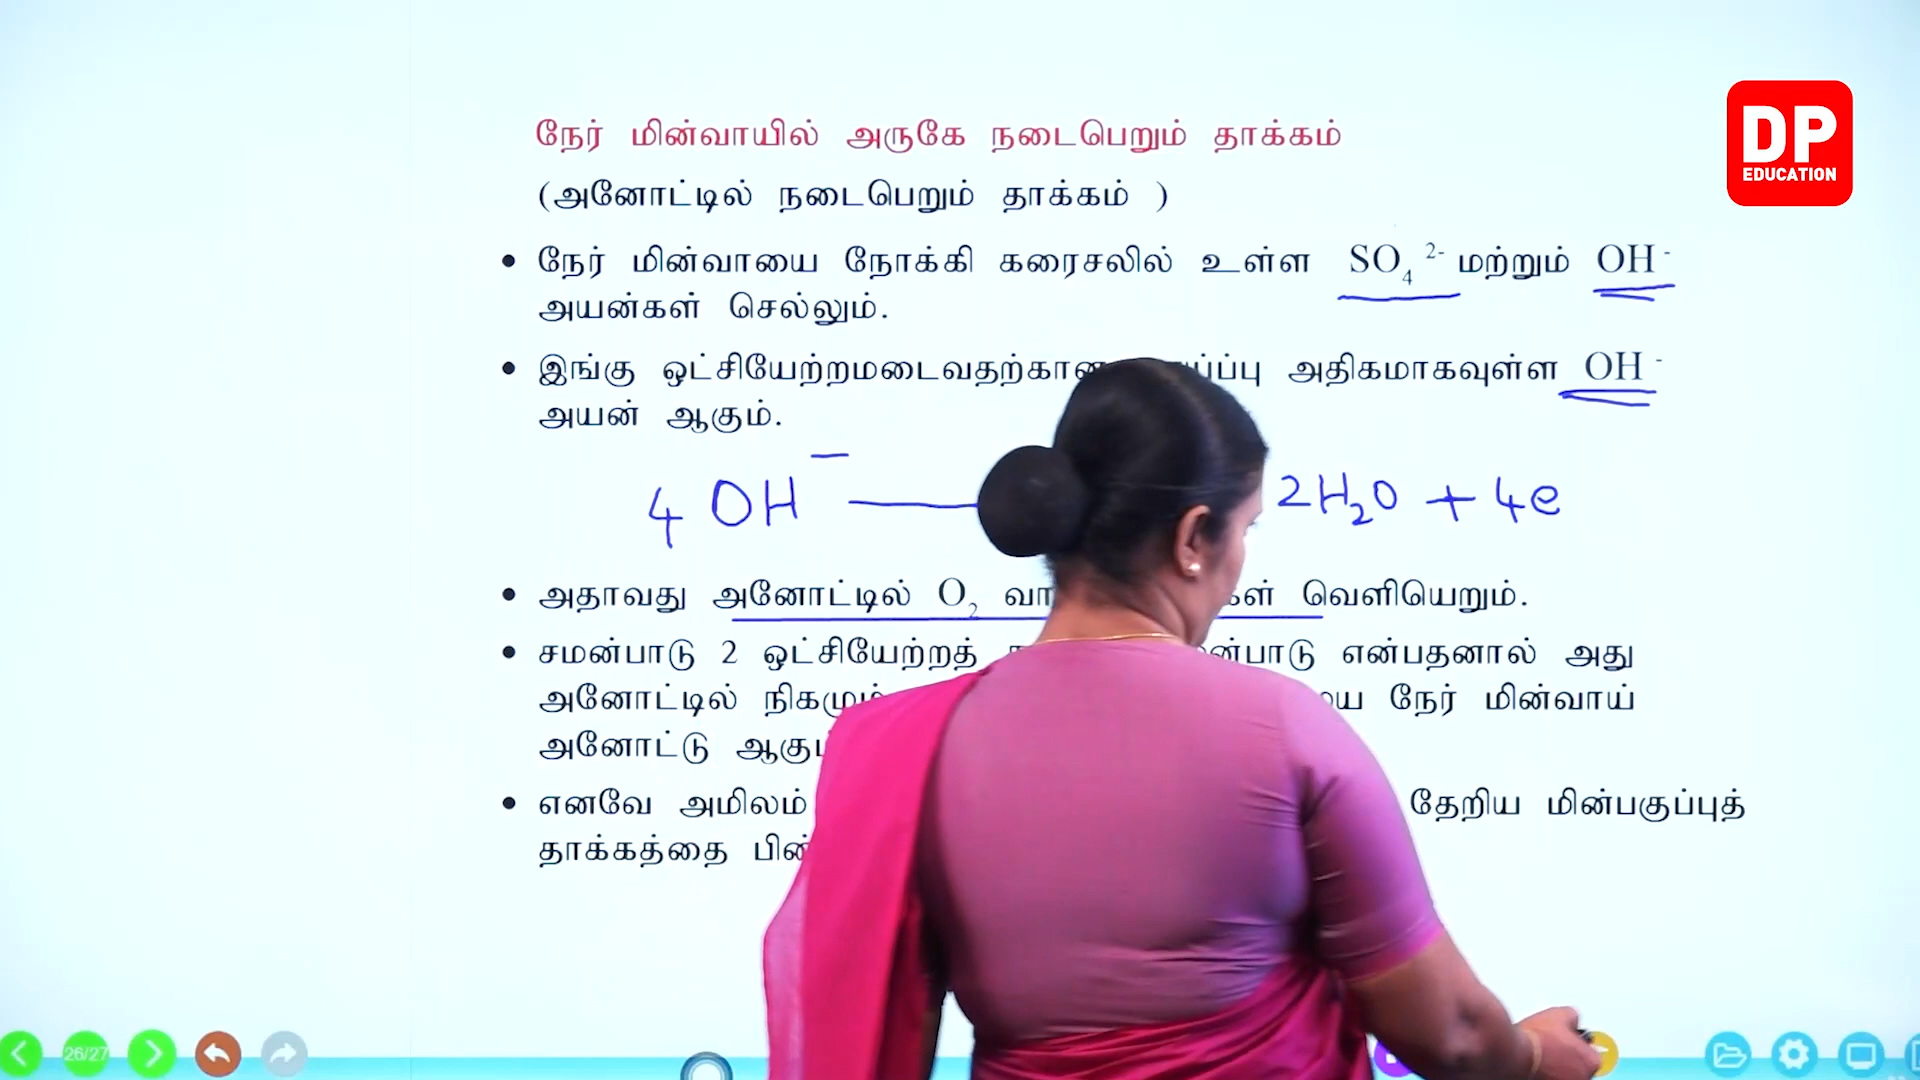 நேர் மின்வாயில் அருகே நடைபெறும் தாக்கம்
DP
EDUCATION
(அனோட்டில் நடைபெறும் தாக்கம் )
• நேர் மின்வாயை நோக்கி கரைசலில் உள்ள SO₄ ²⁻ மற்றும் OH⁻
அயன்கள் செல்லும்.
• இங்கு ஒட்சியேற்றமடைவதற்கான அதிகமாகவுள்ள OH⁻
அயன் ஆகும்.
4 OH⁻ 2H₂O + 4e
• அதாவது அனோட்டில் O₂ வெளியெறும்.
• சமன்பாடு 2 ஒட்சியேற்றத் என்பதனால் அது
அனோட்டில் நேர் மின்வாய்
அனோட்டு
• எனவே அமிலம் தேறிய மின்பகுப்புத்
தாக்கத்தை
26/27